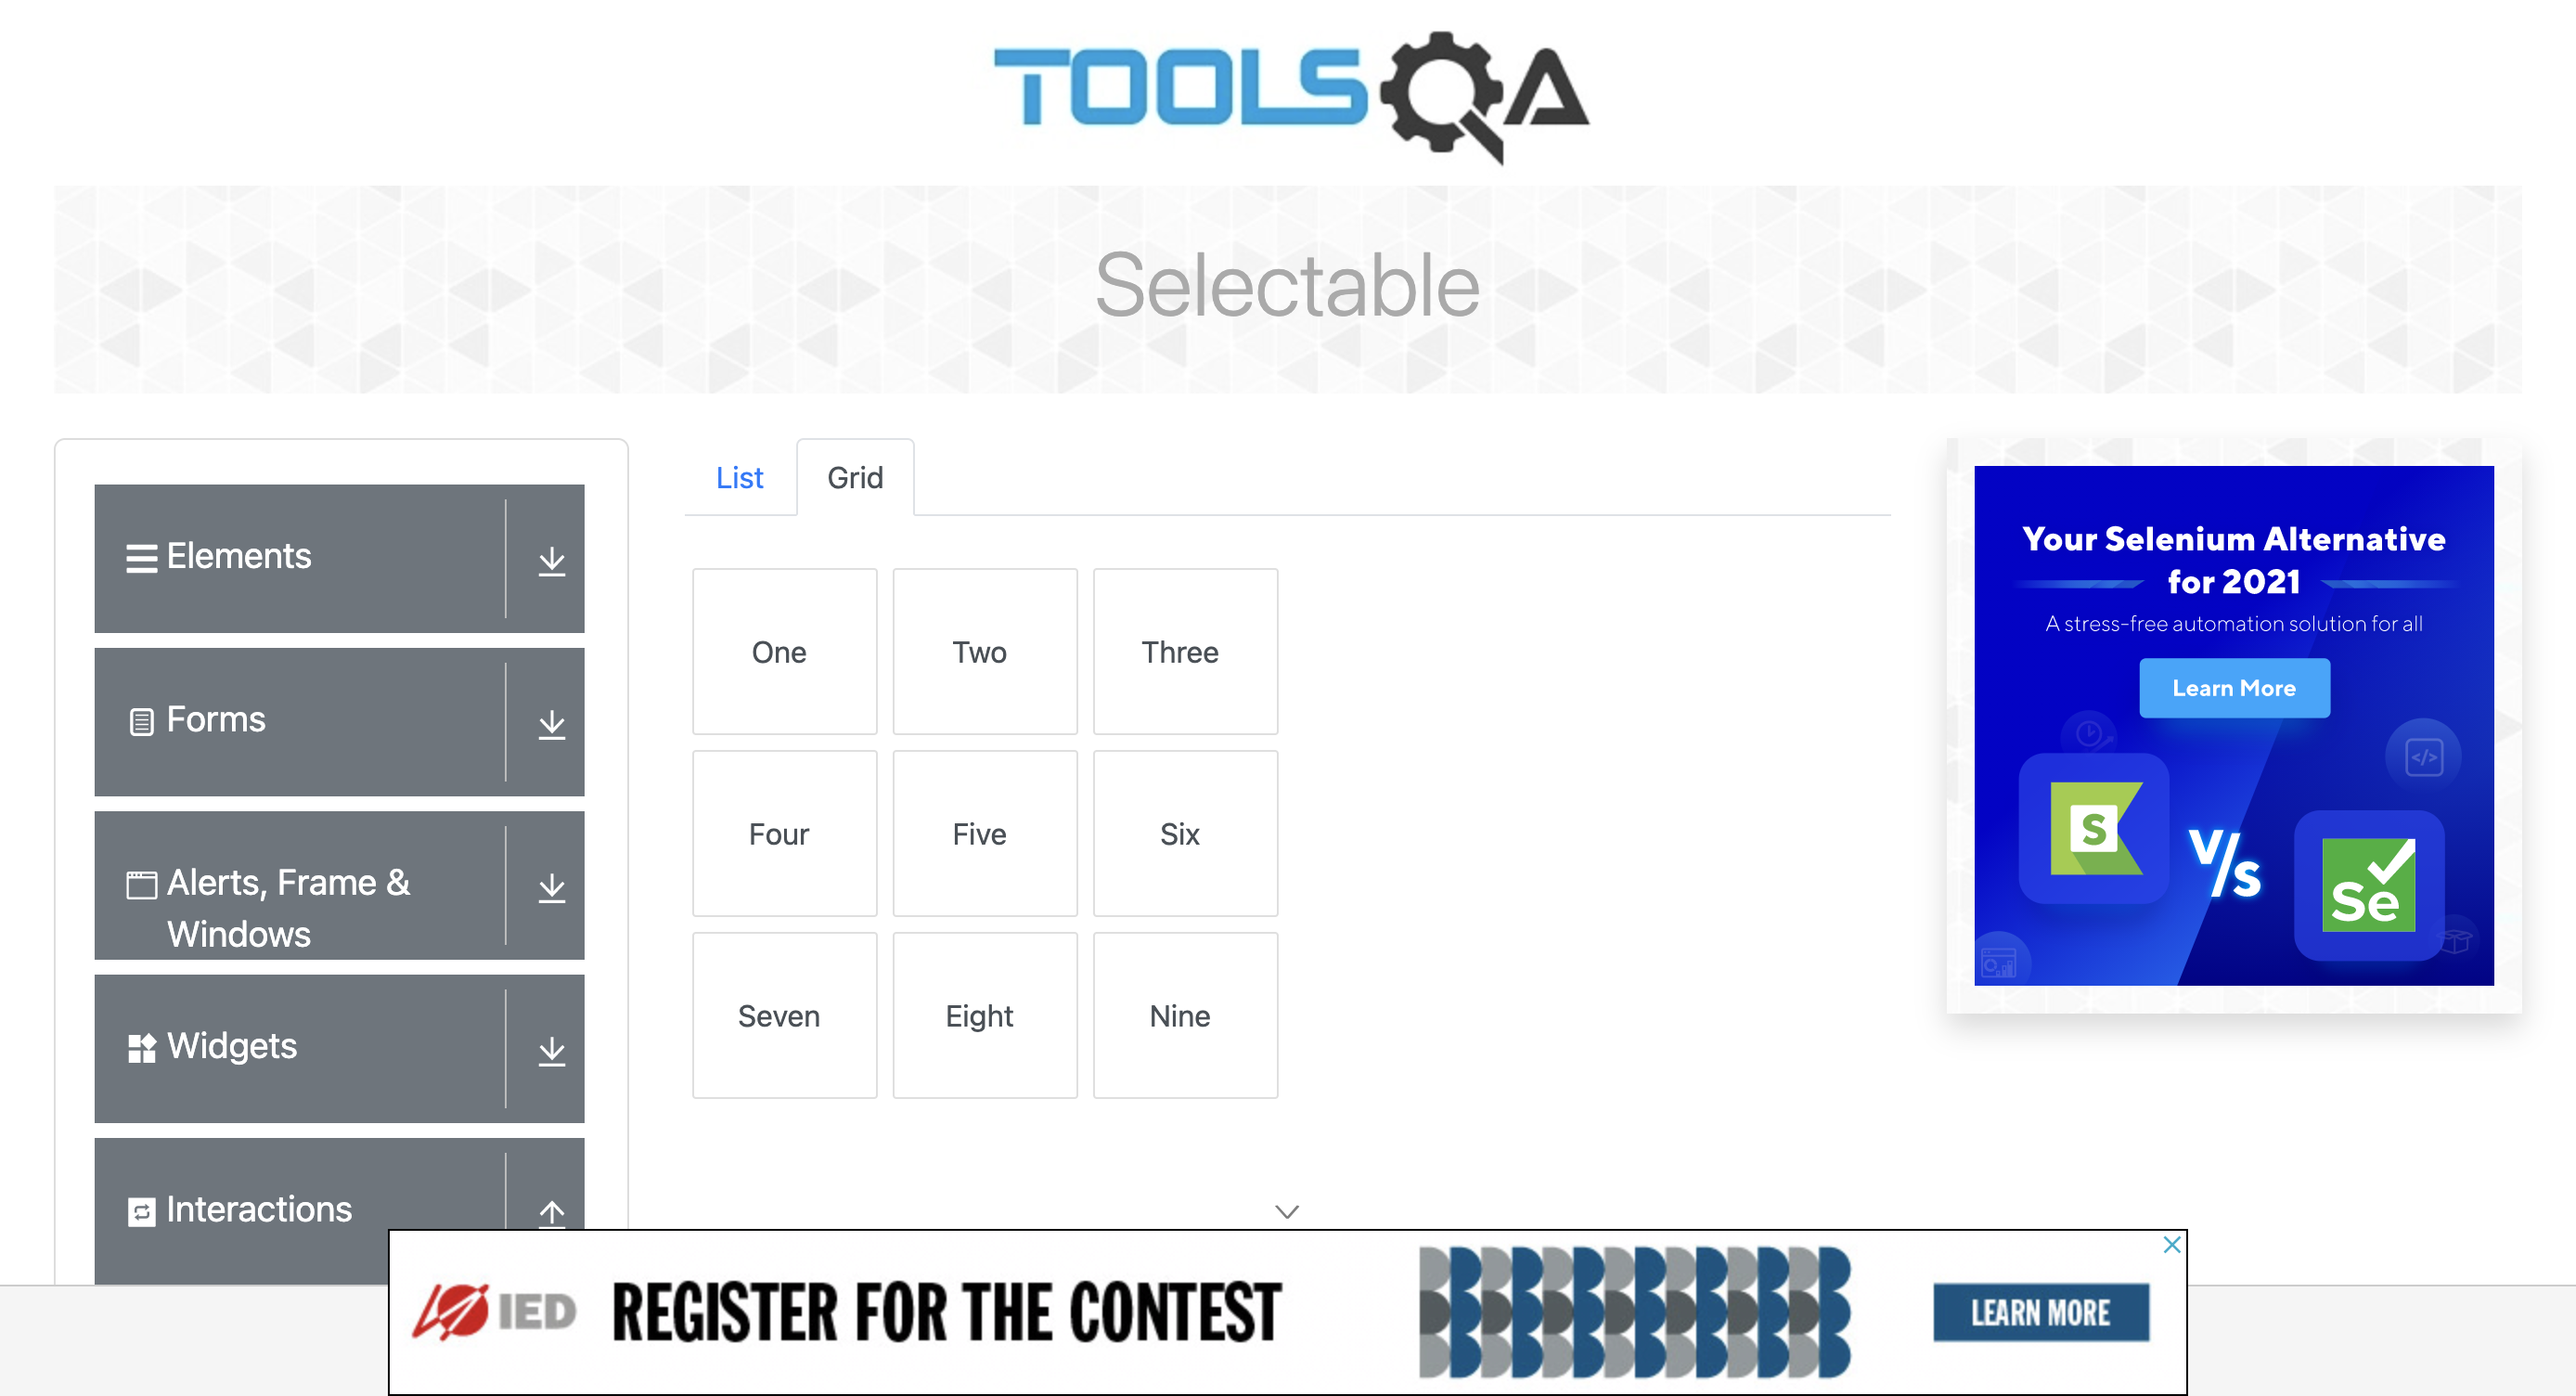 TOOLSQA
Selectable
Elements
Forms
Alerts, Frame &
Windows
Widgets
Interactions
List
Grid
One
Two
Three
Four
Five
Six
Seven
Eight
Nine
Your Selenium Alternative
for 2021
A stress-free automation solution for all
Learn More
</>
S
V/s
Se
IED
REGISTER FOR THE CONTEST
LEARN MORE